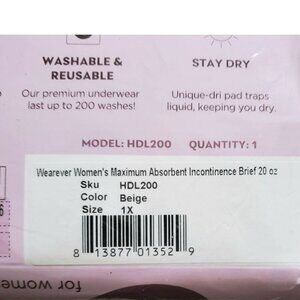 WASHABLE &
REUSABLE
Our premium underwear
last up to 200 washes!
STAY DRY
Unique-dri pad traps
liquid, keeping you dry.
MODEL: HDL200 QUANTITY: 1
Wearever Women's Maximum Absorbent Incontinence Brief 20 oz
Sku HDL200
Color Beige
Size 1X
8 13877 01352 9
for women